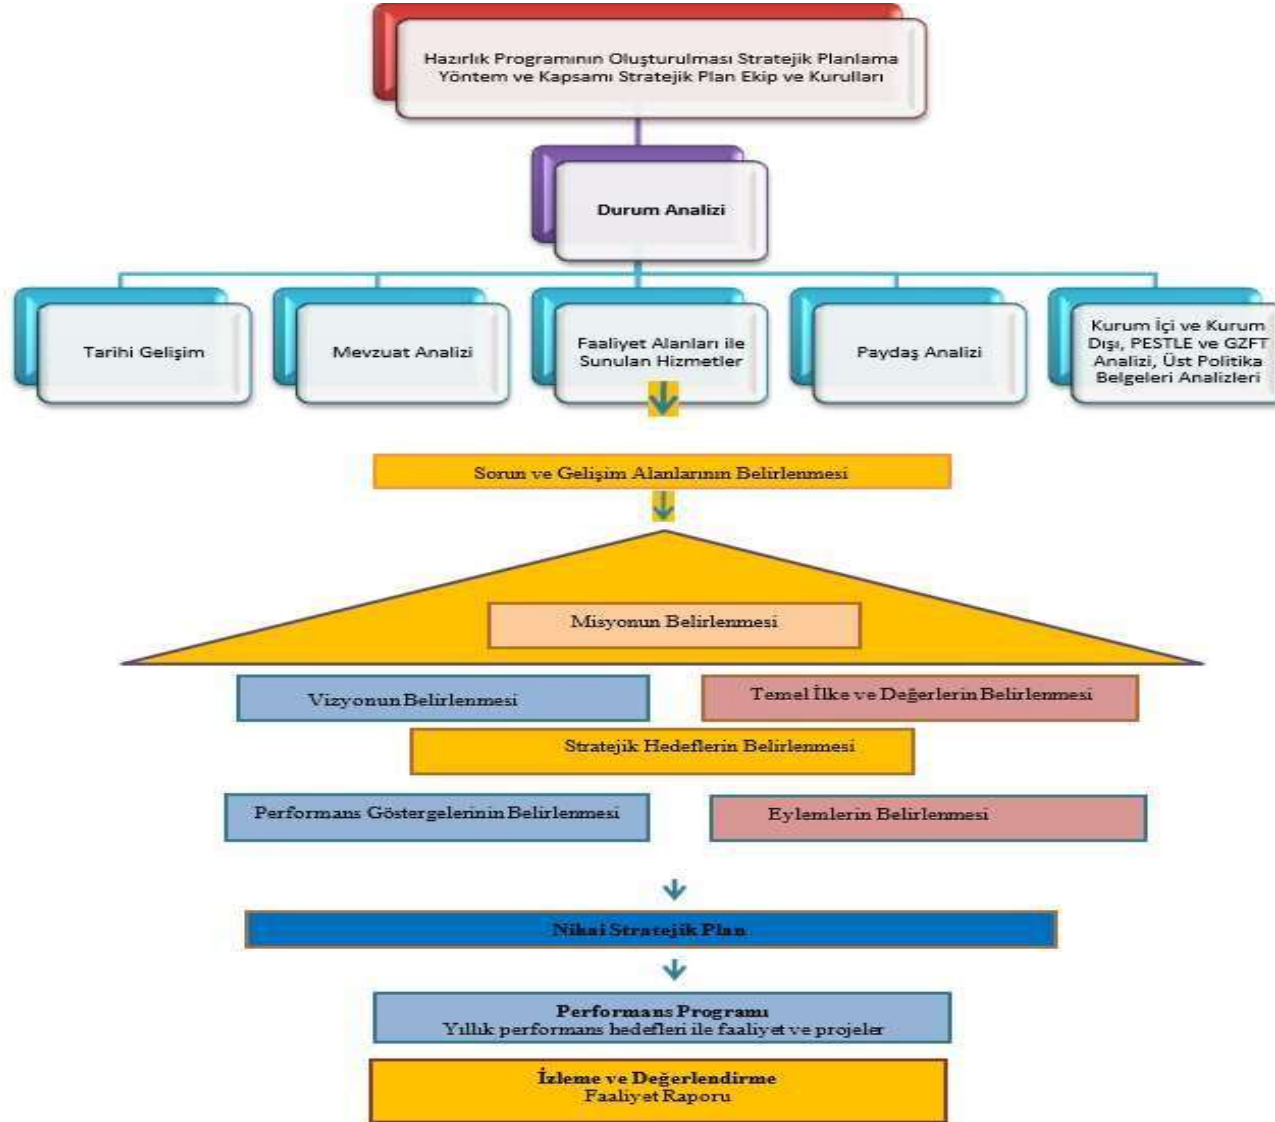 Hazırlık Programının Oluşturulması Stratejik Planlama
Yöntem ve Kapsamı Stratejik Plan Ekip ve Kurulları
Durum Analizi
Tarihi Gelişim
Mevzuat Analizi
Faaliyet Alanları ile
Sunulan Hizmetler
Paydaş Analizi
Kurum İçi ve Kurum
Dışı, PESTLE ve GZFT
Analizi, Üst Politika
Belgeleri Analizleri
Sorun ve Gelişim Alanlarının Belirlenmesi
Misyonun Belirlenmesi
Vizyonun Belirlenmesi
Temel İlke ve Değerlerin Belirlenmesi
Stratejik Hedeflerin Belirlenmesi
Performans Göstergelerinin Belirlenmesi
Eylemlerin Belirlenmesi
Nihai Stratejik Plan
Performans Programı
Yıllık performans hedefleri ile faaliyet ve projeler
İzleme ve Değerlendirme
Faaliyet Raporu